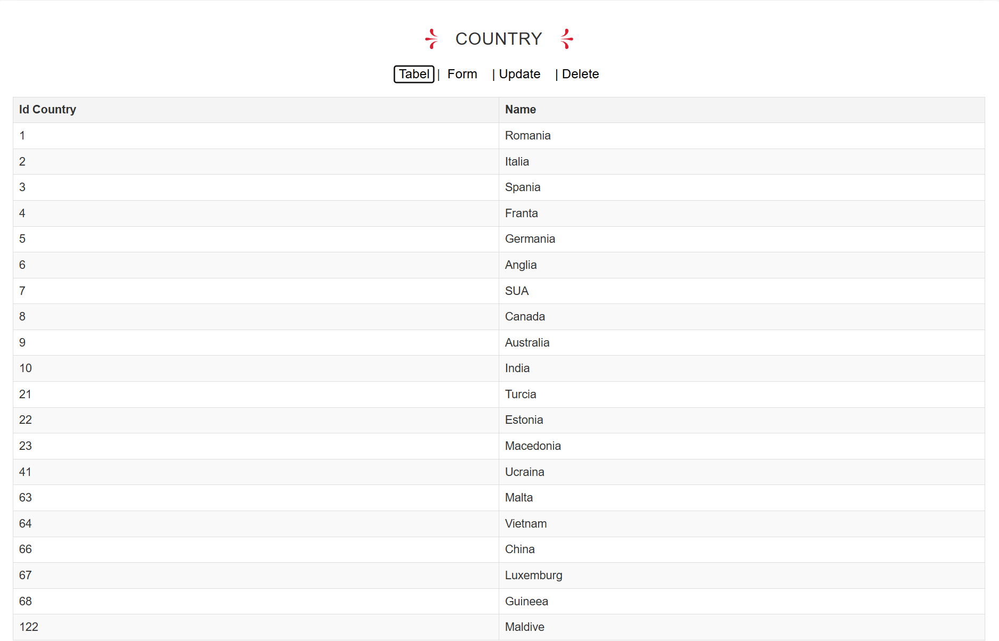 COUNTRY
Tabel | Form | Update | Delete
Id Country Name
1 Romania
2 Italia
3 Spania
4 Franta
5 Germania
6 Anglia
7 SUA
8 Canada
9 Australia
10 India
21 Turcia
22 Estonia
23 Macedonia
41 Ucraina
63 Malta
64 Vietnam
66 China
67 Luxemburg
68 Guineea
122 Maldive